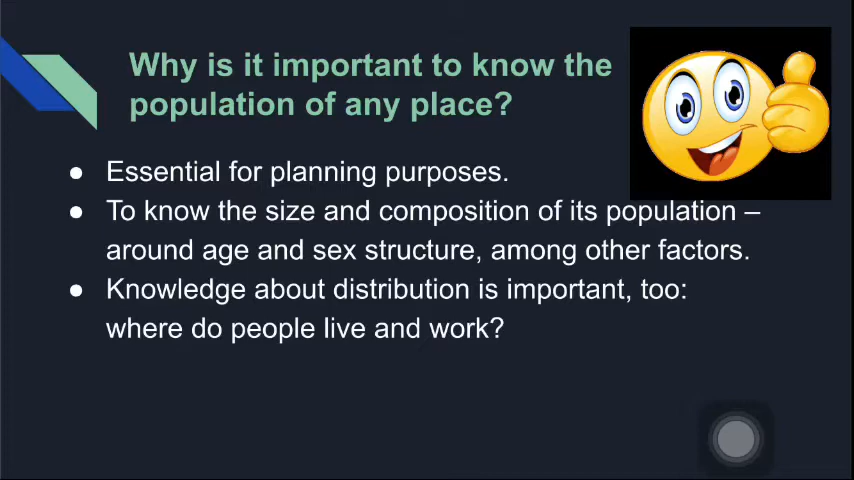 Why is it important to know the
population of any place?
● Essential for planning purposes.
● To know the size and composition of its population –
around age and sex structure, among other factors.
● Knowledge about distribution is important, too:
where do people live and work?